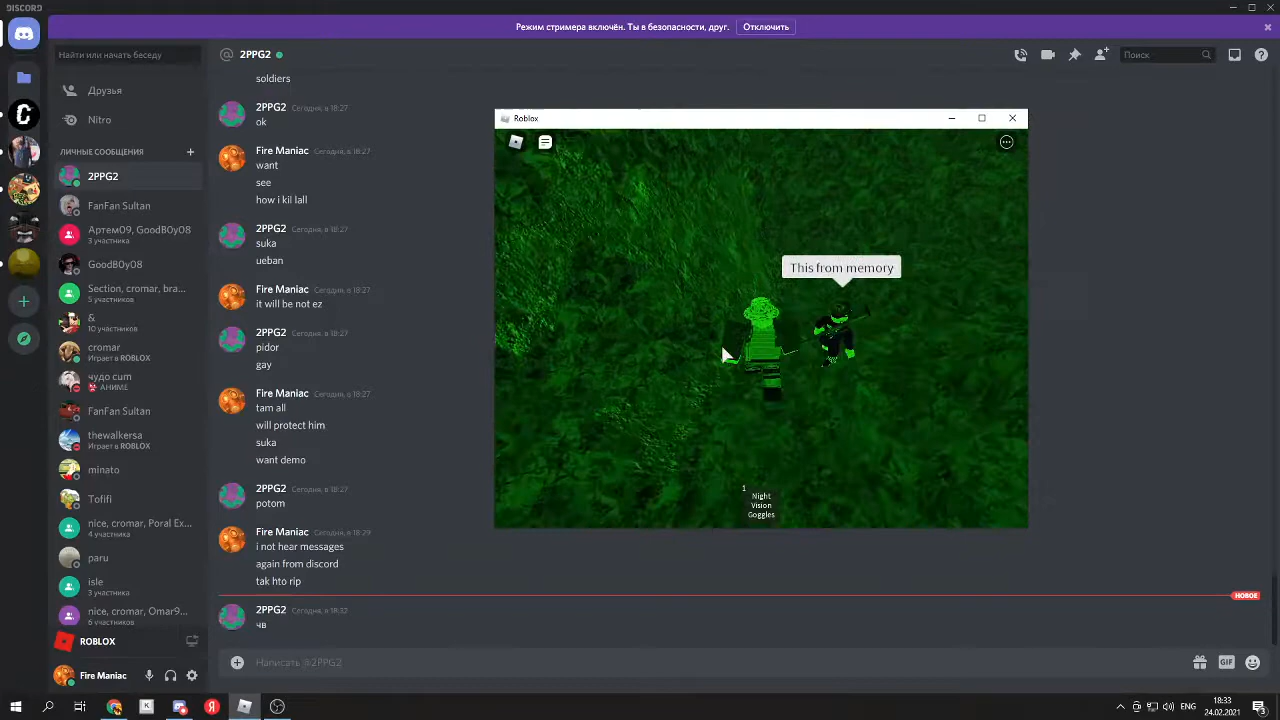 DISCORD
Режим стримера включён. Ты в безопасности, друг.
Отключить
Найти или начать беседу
2PPG2
Поиск
Друзья
Nitro
ЛИЧНЫЕ СООБЩЕНИЯ
2PPG2
FanFan Sultan
Артем09, GoodB0y08
3 участника
GoodB0y08
Section, cromar, bra...
5 участников
&
10 участников
cromar
Играет в ROBLOX
чудо cum
АНИМЕ
FanFan Sultan
thewalkersa
Играет в ROBLOX
minato
Tofifi
nice, cromar, Poral Ex...
4 участника
paru
isle
3 участника
nice, cromar, Omar9...
6 участников
ROBLOX
Fire Maniac
soldiers
2PPG2 Сегодня, в 18:27
ok
Fire Maniac Сегодня, в 18:27
want
see
how i kil lall
2PPG2 Сегодня, в 18:27
suka
ueban
Fire Maniac Сегодня, в 18:27
it will be not ez
2PPG2 Сегодня, в 18:27
pidor
gay
Fire Maniac Сегодня, в 18:27
tam all
will protect him
suka
want demo
2PPG2 Сегодня, в 18:27
potom
Fire Maniac Сегодня, в 18:29
i not hear messages
again from discord
tak hto rip
НОВОЕ
2PPG2 Сегодня, в 18:32
чв
Написать @2PPG2
GIF
Roblox
This from memory
1
Night
Vision
Goggles
K
Я
ENG
18:33
24.02.2021